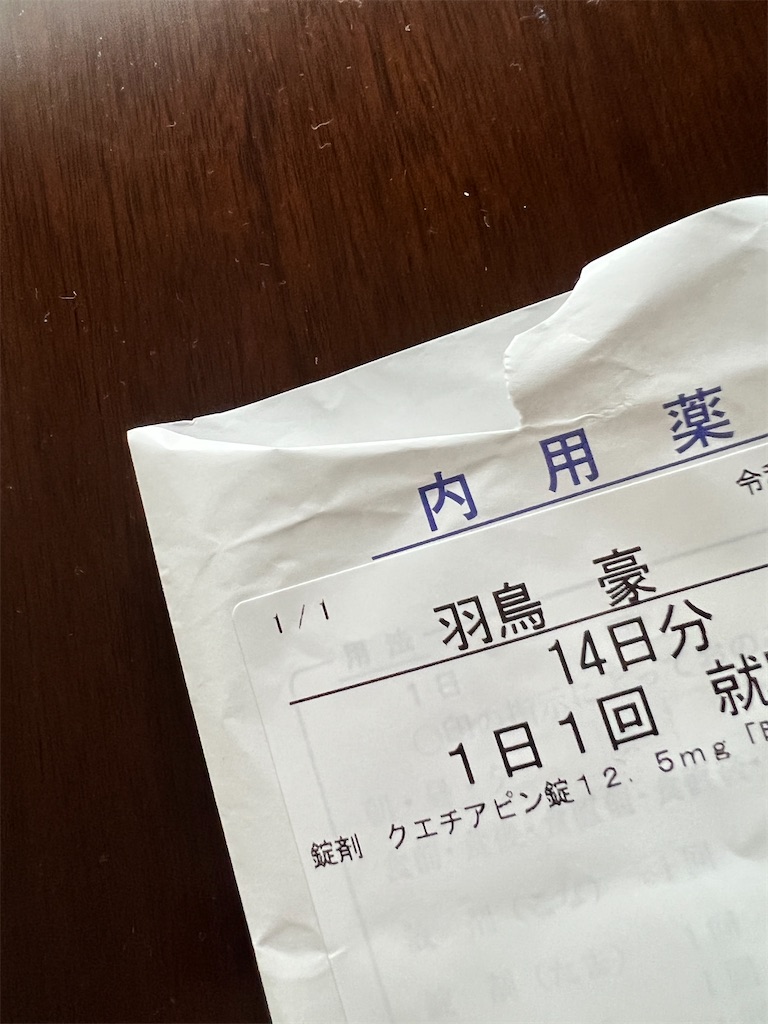 内用薬
令
1/1
羽鳥 豪
14日分
1日1回 就
錠剤 クエチアピン錠12.5mg「